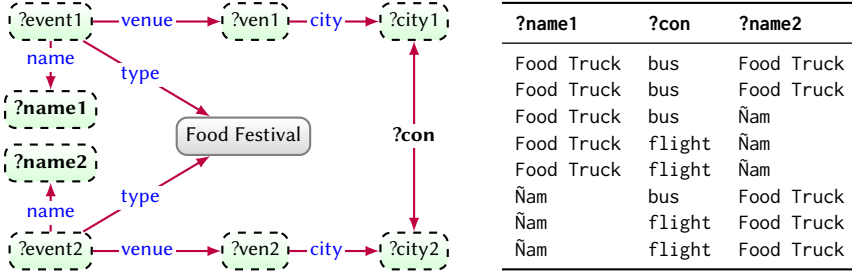 ?event1 venue ?ven1 city ?city1
name
type
?name1
Food Festival
?con
?name2
type
name
?event2 venue ?ven2 city ?city2
?name1 ?con ?name2
Food Truck bus Food Truck
Food Truck bus Food Truck
Food Truck bus Ñam
Food Truck flight Ñam
Food Truck flight Ñam
Ñam bus Food Truck
Ñam flight Food Truck
Ñam flight Food Truck